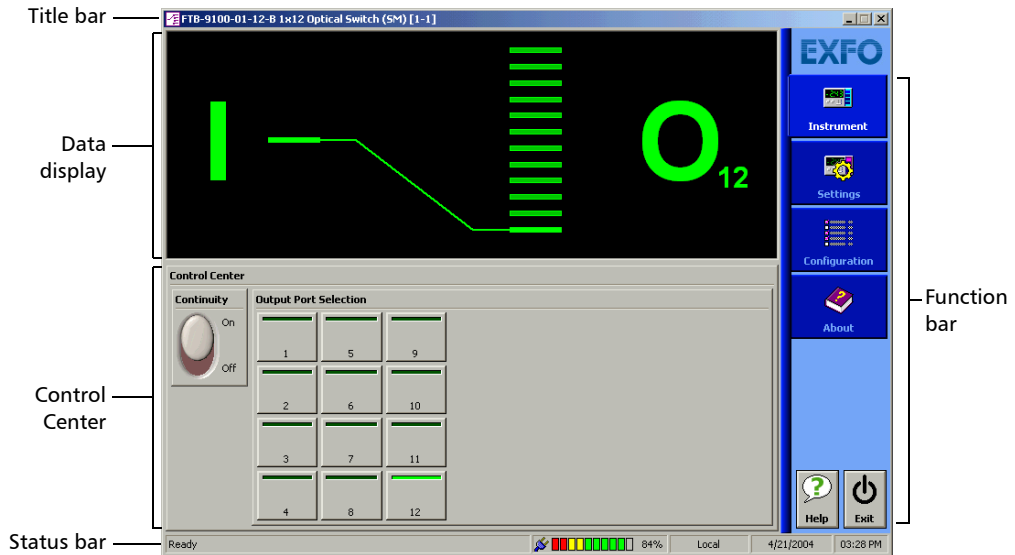 Title bar
FTB-9100-01-12-B 1x12 Optical Switch (SM) [1-1]
EXFO
Data
display
I
O
12
Instrument
Settings
Configuration
About
Function
bar
Control Center
Continuity
On
Off
Output Port Selection
1
5
9
2
6
10
3
7
11
4
8
12
Control
Center
Help
Exit
Status bar
Ready
84%
Local
4/21/2004
03:28 PM